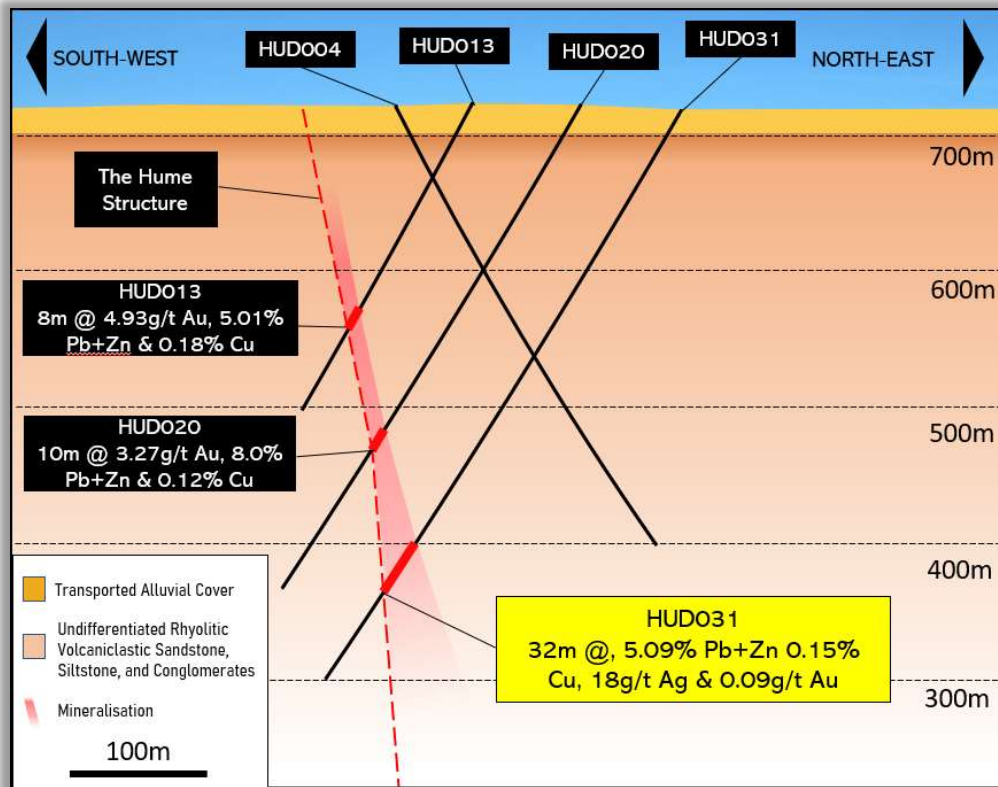 SOUTH-WEST
HUD004
HUD013
HUD020
HUD031
NORTH-EAST
700m
The Hume
Structure
600m
HUD013
8m @ 4.93g/t Au, 5.01%
Pb+Zn & 0.18% Cu
500m
HUD020
10m @ 3.27g/t Au, 8.0%
Pb+Zn & 0.12% Cu
400m
Transported Alluvial Cover
Undifferentiated Rhyolitic
Volcaniclastic Sandstone,
Siltstone, and Conglomerates
Mineralisation
100m
HUD031
32m @, 5.09% Pb+Zn 0.15%
Cu, 18g/t Ag & 0.09g/t Au
300m